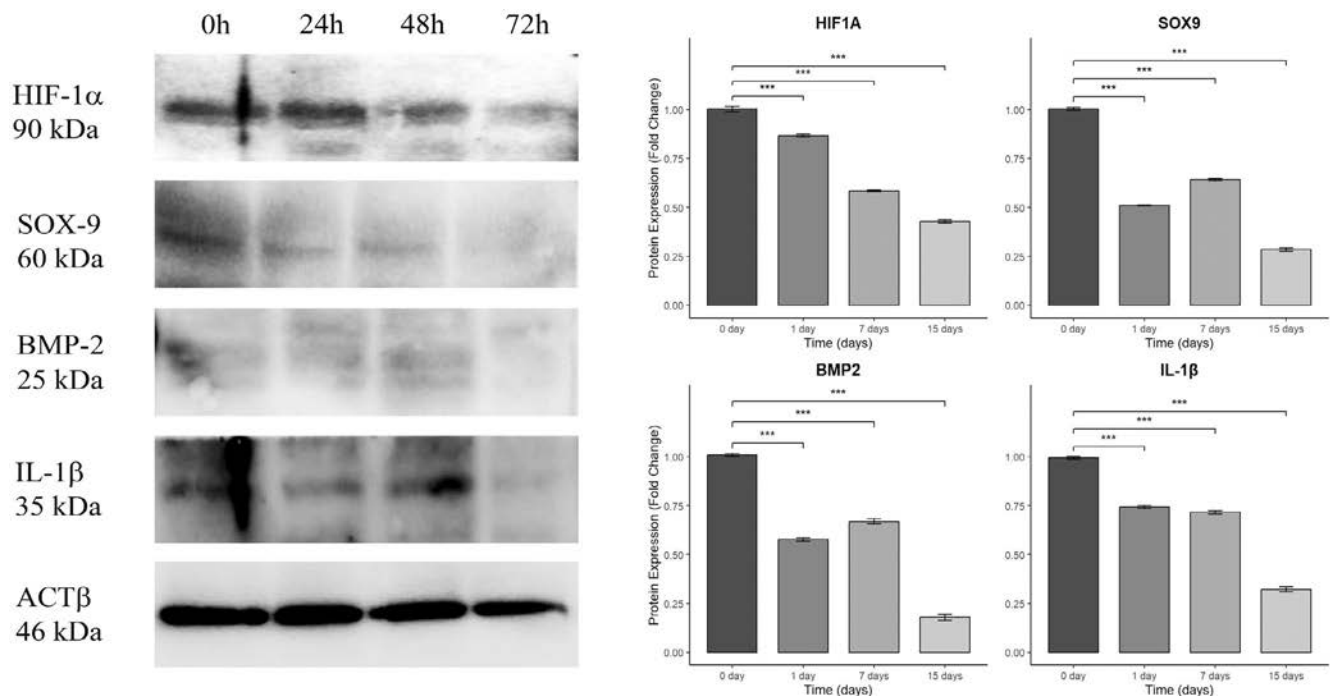 0h 24h 48h 72h
HIF-1α
90 kDa
SOX-9
60 kDa
BMP-2
25 kDa
IL-1β
35 kDa
ACTβ
46 kDa
HIF1A
***
***
***
Protein Expression (Fold Change)
1.00
0.75
0.50
0.25
0.00
0 day 1 day 7 days 15 days
Time (days)
SOX9
***
***
***
1.00
0.75
0.50
0.25
0.00
0 day 1 day 7 days 15 days
Time (days)
BMP2
***
***
***
Protein Expression (Fold Change)
1.00
0.75
0.50
0.25
0.00
0 day 1 day 7 days 15 days
Time (days)
IL-1β
***
***
***
1.00
0.75
0.50
0.25
0.00
0 day 1 day 7 days 15 days
Time (days)